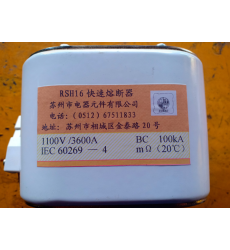 RSH16 快速熔断器
苏州市电器元件有限公司
电话：（0512）67511833
地址：苏州市相城区金泰路20号
1100V /3600A BC 100kA
IEC 60269 — 4 mΩ（20℃）